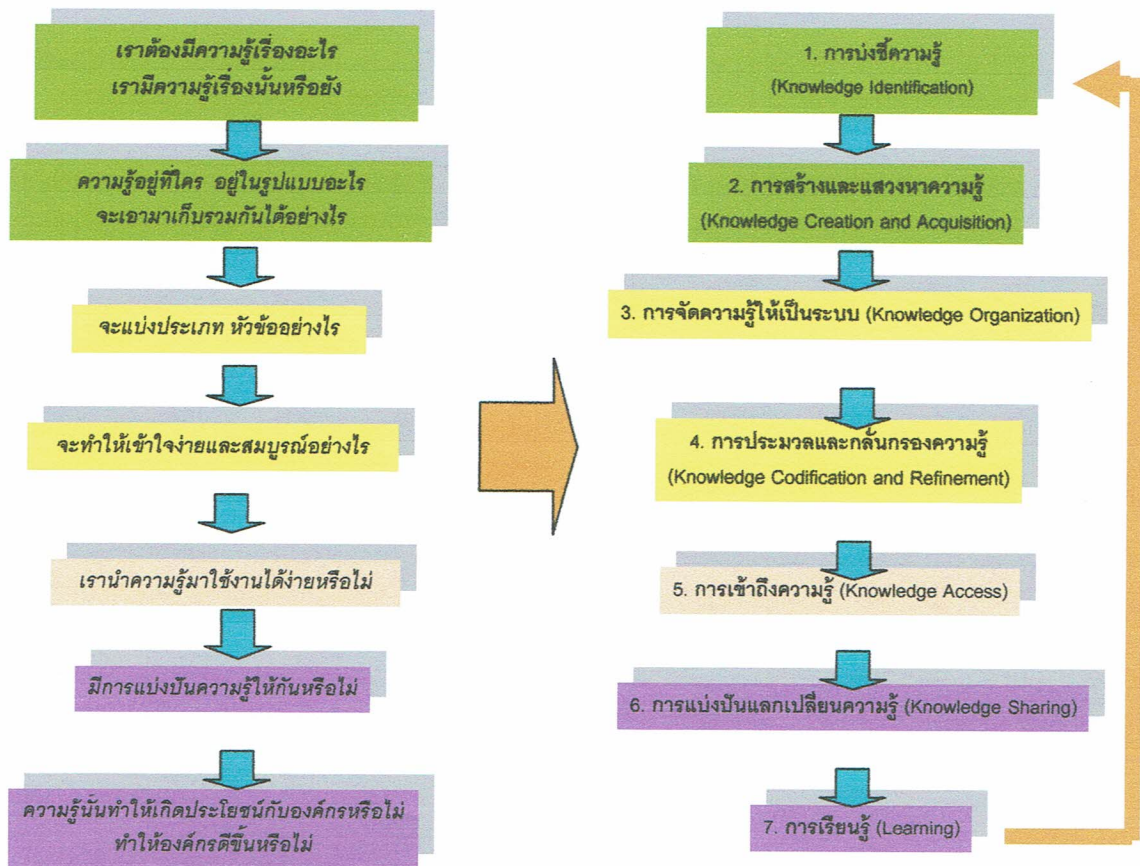 เราต้องมีความรู้เรื่องอะไร
เรามีความรู้เรื่องนั้นหรือยัง
ความรู้อยู่ที่ใคร อยู่ในรูปแบบอะไร
จะเอามาเก็บรวมกันได้อย่างไร
จะแบ่งประเภท หัวข้ออย่างไร
จะทำให้เข้าใจง่ายและสมบูรณ์อย่างไร
เรานำความรู้มาใช้งานได้ง่ายหรือไม่
มีการแบ่งปันความรู้ให้กันหรือไม่
ความรู้นั้นทำให้เกิดประโยชน์กับองค์กรหรือไม่
ทำให้องค์กรดีขึ้นหรือไม่
1. การบ่งชี้ความรู้
(Knowledge Identification)
2. การสร้างและแสวงหาความรู้
(Knowledge Creation and Acquisition)
3. การจัดความรู้ให้เป็นระบบ (Knowledge Organization)
4. การประมวลและกลั่นกรองความรู้
(Knowledge Codification and Refinement)
5. การเข้าถึงความรู้ (Knowledge Access)
6. การแบ่งปันแลกเปลี่ยนความรู้ (Knowledge Sharing)
7. การเรียนรู้ (Learning)